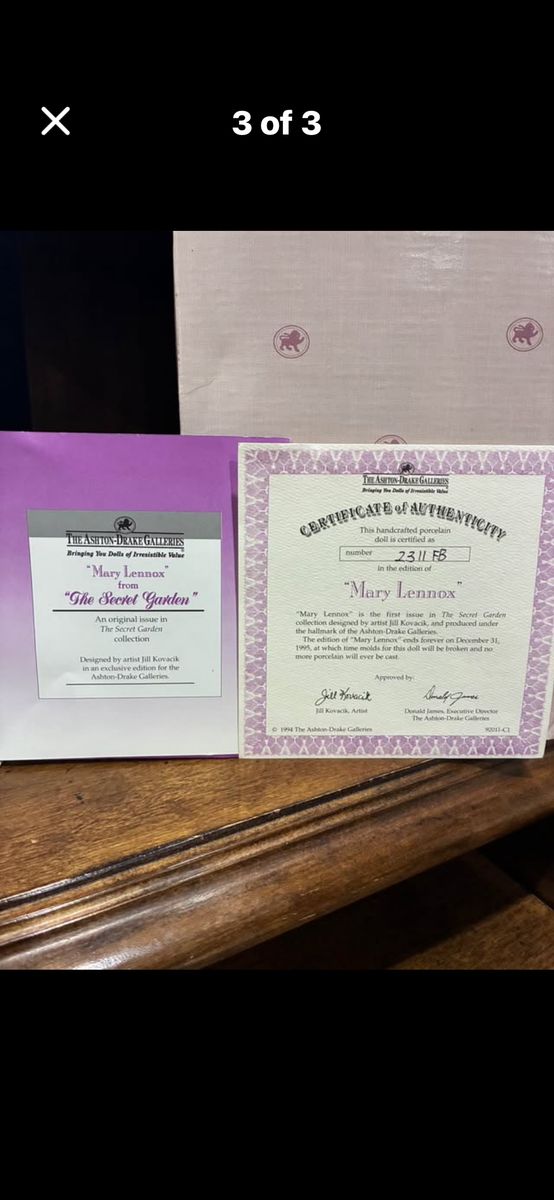 3 of 3
THE ASHTON-DRAKE GALLERIES
Bringing You Dolls of Irresistible Value
"Mary Lennox"
from
"The Secret Garden"
An original issue in
The Secret Garden
collection
Designed by artist Jill Kovacik
in an exclusive edition for the
Ashton-Drake Galleries.
THE ASHTON-DRAKE GALLERIES
Bringing You Dolls of Irresistible Value
CERTIFICATE of AUTHENTICITY
This handcrafted porcelain
doll is certified as
number 2311 FB
in the edition of
"Mary Lennox"
"Mary Lennox" is the first issue in The Secret Garden
collection designed by artist Jill Kovacik, and produced under
the hallmark of the Ashton-Drake Galleries.
The edition of "Mary Lennox" ends forever on December 31,
1995, at which time molds for this doll will be broken and no
more porcelain will ever be cast.
Approved by:
Jill Kovacik Donald James
Jill Kovacik, Artist Donald James, Executive Director
The Ashton-Drake Galleries
© 1994 The Ashton-Drake Galleries 92011-C1